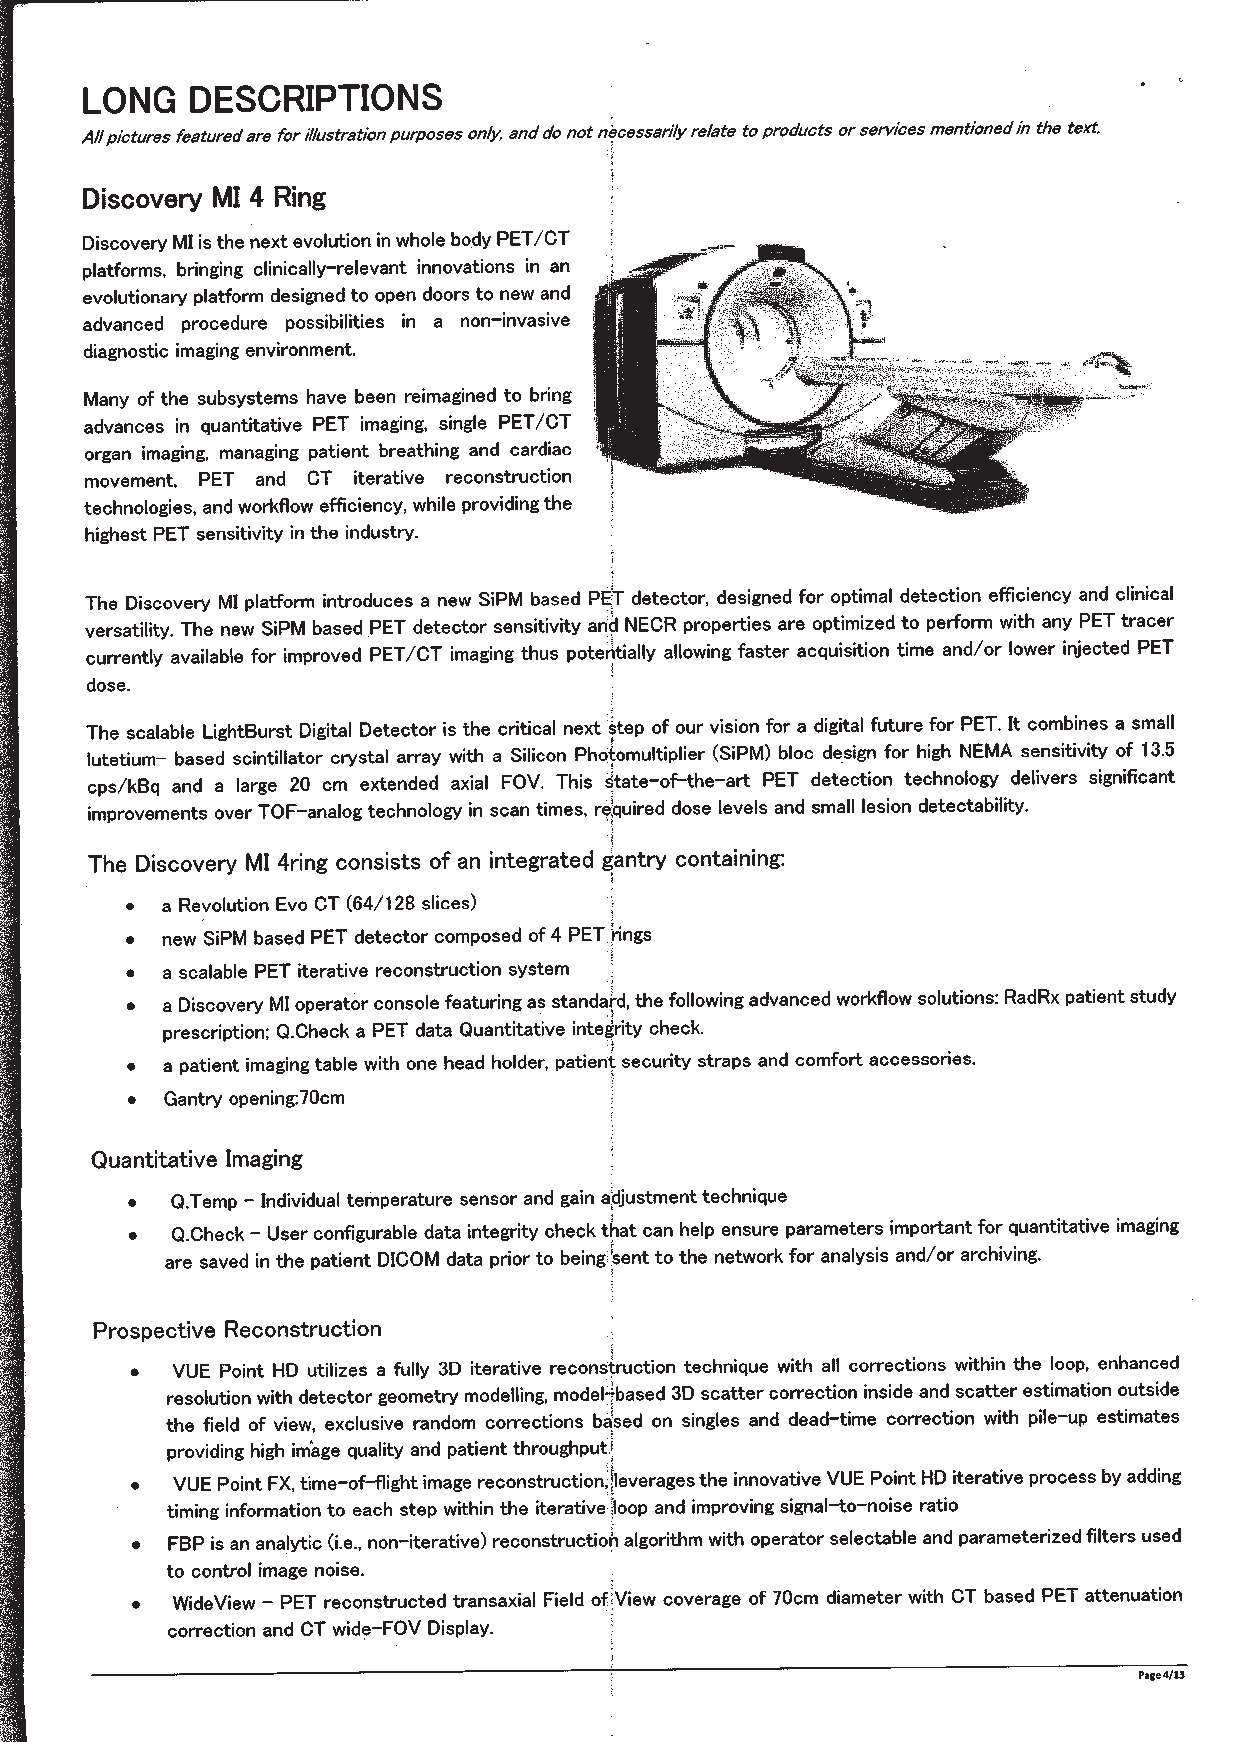 LONG DESCRIPTIONS
All pictures featured are for illustration purposes only, and do not necessarily relate to products or services mentioned in the text.
Discovery MI 4 Ring
Discovery MI is the next evolution in whole body PET/CT
platforms, bringing clinically-relevant innovations in an
evolutionary platform designed to open doors to new and
advanced procedure possibilities in a non-invasive
diagnostic imaging environment.
Many of the subsystems have been reimagined to bring
advances in quantitative PET imaging, single PET/CT
organ imaging, managing patient breathing and cardiac
movement, PET and CT iterative reconstruction
technologies, and workflow efficiency, while providing the
highest PET sensitivity in the industry.
The Discovery MI platform introduces a new SiPM based PET detector, designed for optimal detection efficiency and clinical
versatility. The new SiPM based PET detector sensitivity and NECR properties are optimized to perform with any PET tracer
currently available for improved PET/CT imaging thus potentially allowing faster acquisition time and/or lower injected PET
dose.
The scalable LightBurst Digital Detector is the critical next step of our vision for a digital future for PET. It combines a small
lutetium- based scintillator crystal array with a Silicon Photomultiplier (SiPM) bloc design for high NEMA sensitivity of 13.5
cps/kBq and a large 20 cm extended axial FOV. This state-of-the-art PET detection technology delivers significant
improvements over TOF-analog technology in scan times, required dose levels and small lesion detectability.
The Discovery MI 4ring consists of an integrated gantry containing:
• a Revolution Evo CT (64/128 slices)
• new SiPM based PET detector composed of 4 PET rings
• a scalable PET iterative reconstruction system
• a Discovery MI operator console featuring as standard, the following advanced workflow solutions: RadRx patient study
prescription; Q.Check a PET data Quantitative integrity check.
• a patient imaging table with one head holder, patient security straps and comfort accessories.
• Gantry opening:70cm
Quantitative Imaging
• Q.Temp - Individual temperature sensor and gain adjustment technique
• Q.Check - User configurable data integrity check that can help ensure parameters important for quantitative imaging
are saved in the patient DICOM data prior to being sent to the network for analysis and/or archiving.
Prospective Reconstruction
• VUE Point HD utilizes a fully 3D iterative reconstruction technique with all corrections within the loop, enhanced
resolution with detector geometry modelling, model-based 3D scatter correction inside and scatter estimation outside
the field of view, exclusive random corrections based on singles and dead-time correction with pile-up estimates
providing high image quality and patient throughput.
• VUE Point FX, time-of-flight image reconstruction, leverages the innovative VUE Point HD iterative process by adding
timing information to each step within the iterative loop and improving signal-to-noise ratio
• FBP is an analytic (i.e., non-iterative) reconstruction algorithm with operator selectable and parameterized filters used
to control image noise.
• WideView - PET reconstructed transaxial Field of View coverage of 70cm diameter with CT based PET attenuation
correction and CT wide-FOV Display.
Page 4/13